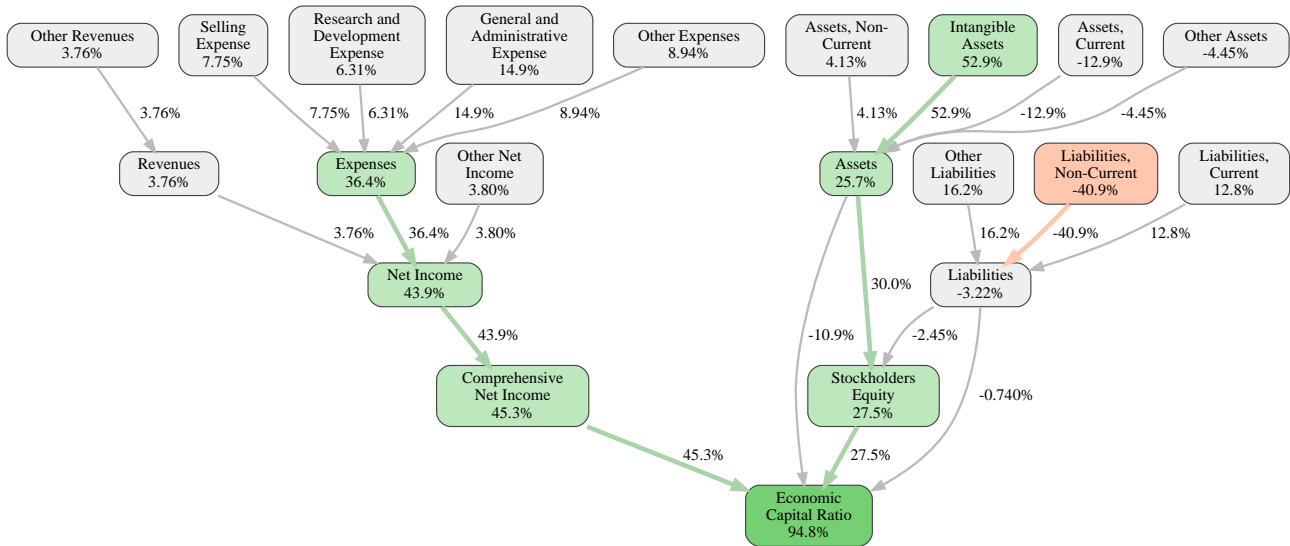 Other Revenues
3.76%
Selling
Expense
7.75%
Research and
Development
Expense
6.31%
General and
Administrative
Expense
14.9%
Other Expenses
8.94%
Assets, Non-
Current
4.13%
Intangible
Assets
52.9%
Assets,
Current
-12.9%
Other Assets
-4.45%
3.76%
7.75%
6.31%
14.9%
8.94%
4.13%
52.9%
-12.9%
-4.45%
Revenues
3.76%
Expenses
36.4%
Other Net
Income
3.80%
Assets
25.7%
Other
Liabilities
16.2%
Liabilities,
Non-Current
-40.9%
Liabilities,
Current
12.8%
3.76%
36.4%
3.80%
16.2%
-40.9%
12.8%
Net Income
43.9%
30.0%
Liabilities
-3.22%
43.9%
-10.9%
-2.45%
Comprehensive
Net Income
45.3%
Stockholders
Equity
27.5%
-0.740%
45.3%
27.5%
Economic
Capital Ratio
94.8%